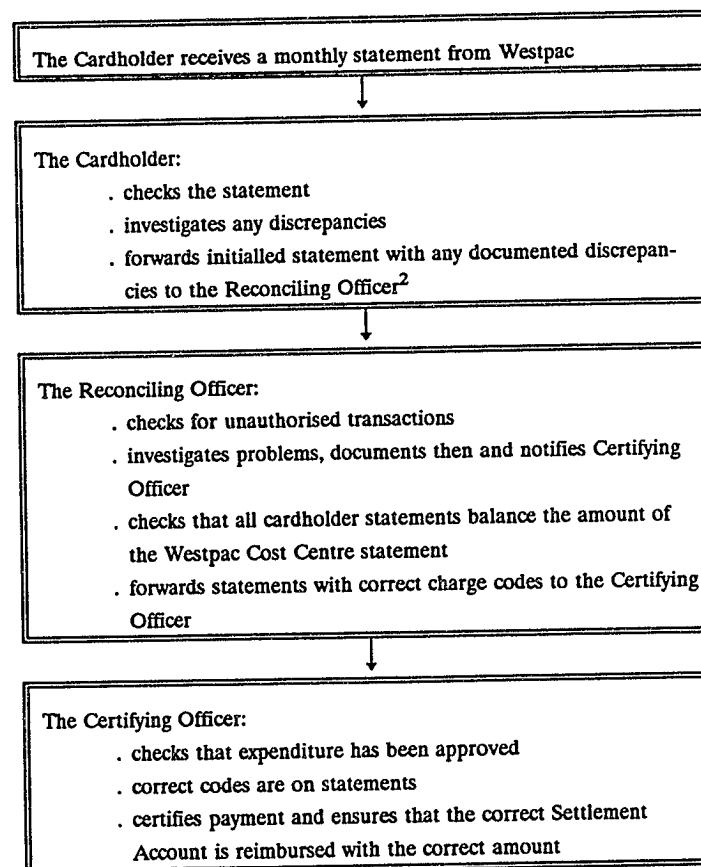 The Cardholder receives a monthly statement from Westpac
The Cardholder:
. checks the statement
. investigates any discrepancies
. forwards initialled statement with any documented discrepan-
cies to the Reconciling Officer2
The Reconciling Officer:
. checks for unauthorised transactions
. investigates problems, documents then and notifies Certifying
Officer
. checks that all cardholder statements balance the amount of
the Westpac Cost Centre statement
. forwards statements with correct charge codes to the Certifying
Officer
The Certifying Officer:
. checks that expenditure has been approved
. correct codes are on statements
. certifies payment and ensures that the correct Settlement
Account is reimbursed with the correct amount